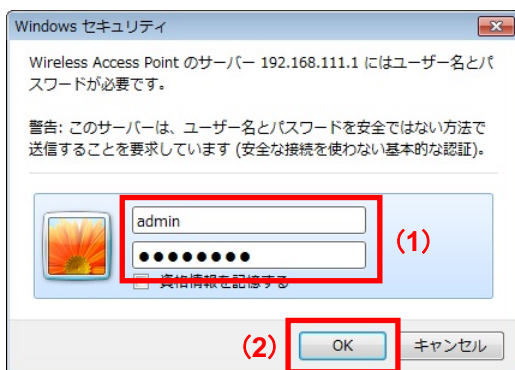 Windows セキュリティ
Wireless Access Point のサーバー 192.168.111.1 にはユーザー名とパ
スワードが必要です。
警告: このサーバーは、ユーザー名とパスワードを安全ではない方法で
送信することを要求しています (安全な接続を使わない基本的な認証)。
admin
●●●●●●●●
(1)
資格情報を記憶する
(2)
OK
キャンセル